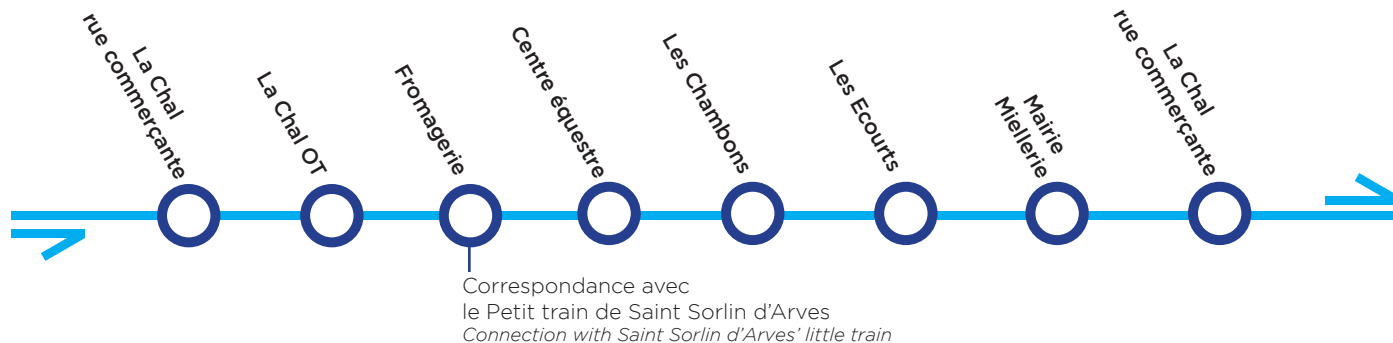 La Chal
rue commerçante
La Chal OT
Fromagerie
Centre équestre
Les Chambons
Les Ecourts
Mairie
Miellerie
La Chal
rue commerçante
Correspondance avec
le Petit train de Saint Sorlin d'Arves
Connection with Saint Sorlin d'Arves' little train